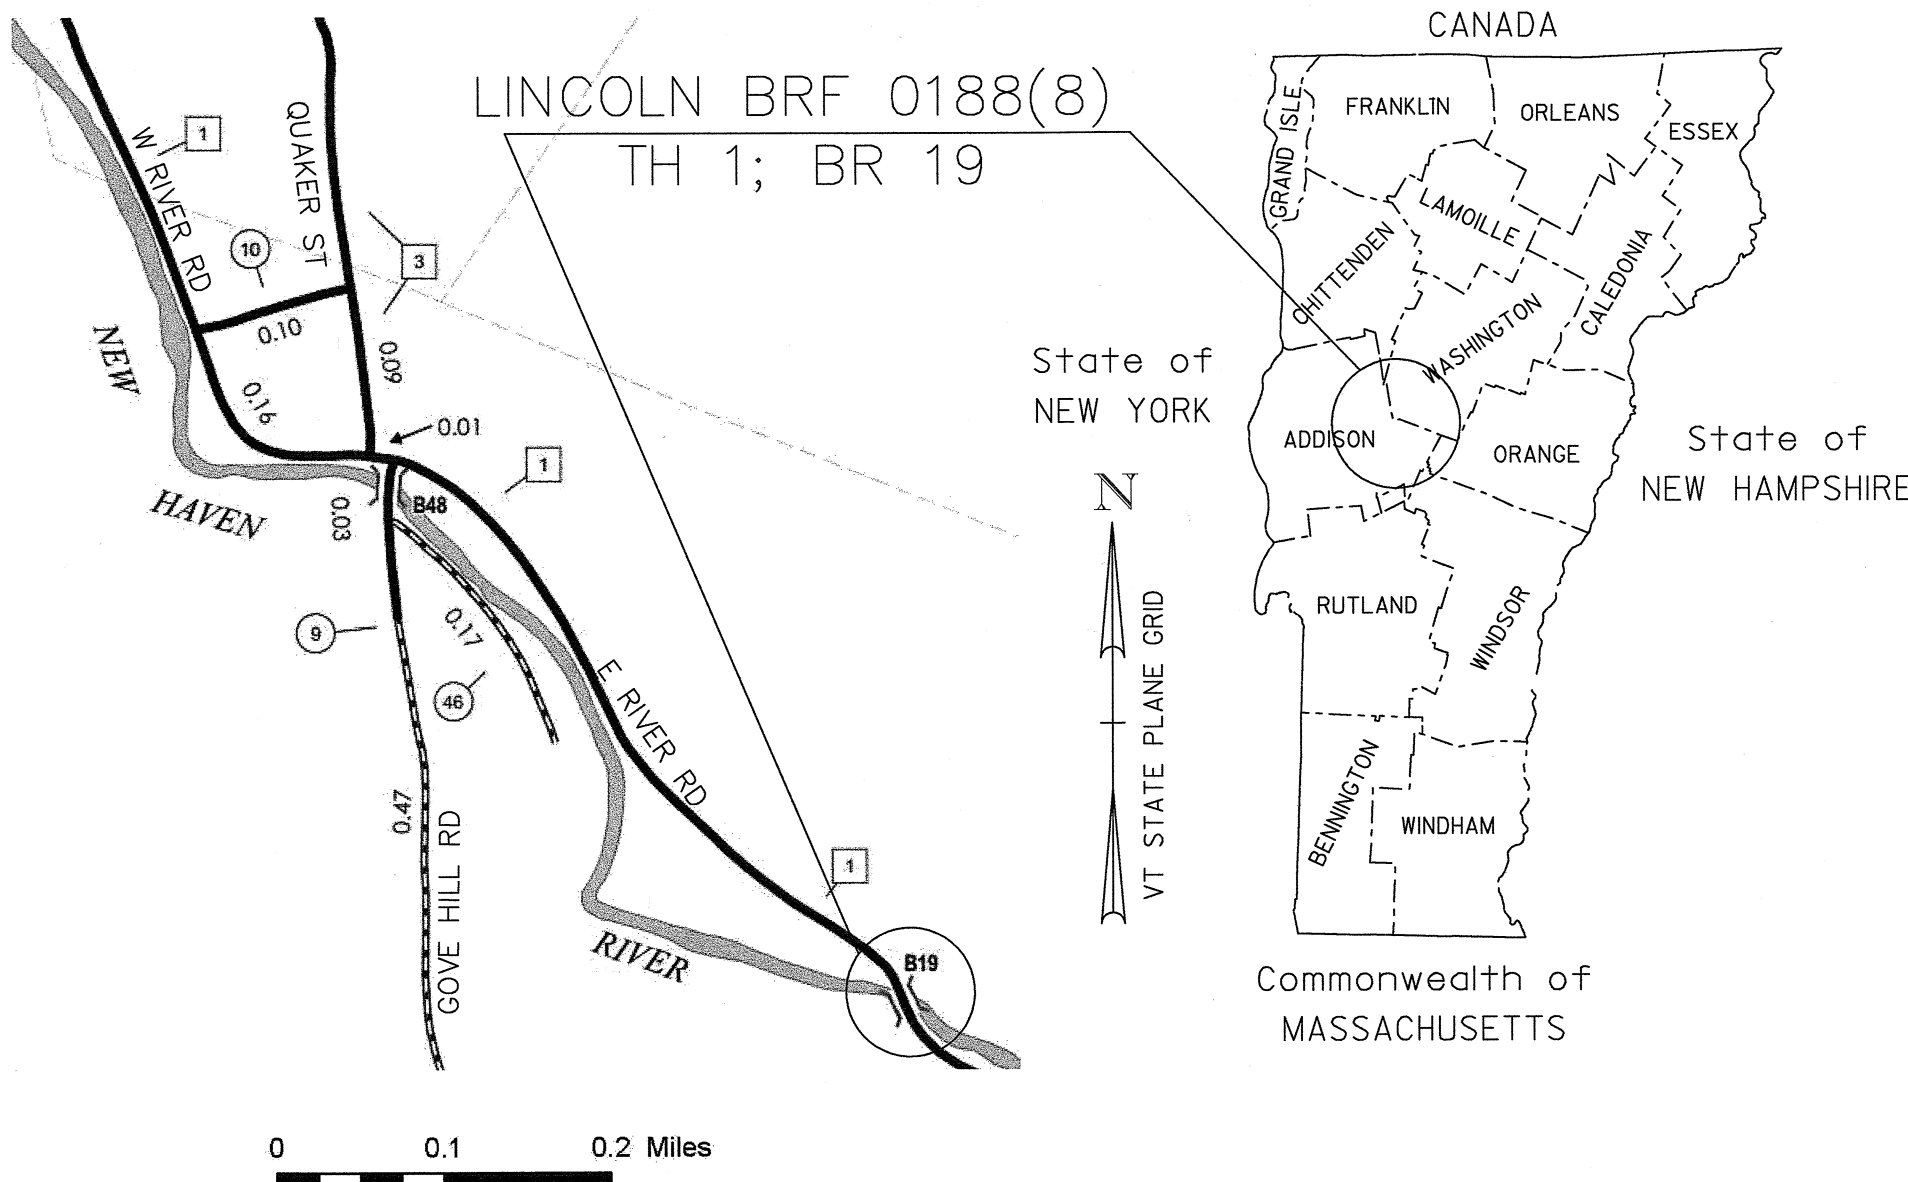 CANADA
LINCOLN BRF 0188(8)
TH 1; BR 19
W RIVER RD
1
QUAKER ST
10
3
0.10
0.09
0.16
0.01
NEW
HAVEN
RIVER
1
B48
0.03
9
0.17
46
E RIVER RD
0.47
GOVE HILL RD
1
B19
0
0.1
0.2 Miles
GRAND ISLE
FRANKLIN
ORLEANS
ESSEX
LAMOILLE
CHITTENDEN
CALEDONIA
WASHINGTON
State of
NEW YORK
ADDISON
ORANGE
State of
NEW HAMPSHIRE
N
VT STATE PLANE GRID
RUTLAND
WINDSOR
BENNINGTON
WINDHAM
Commonwealth of
MASSACHUSETTS